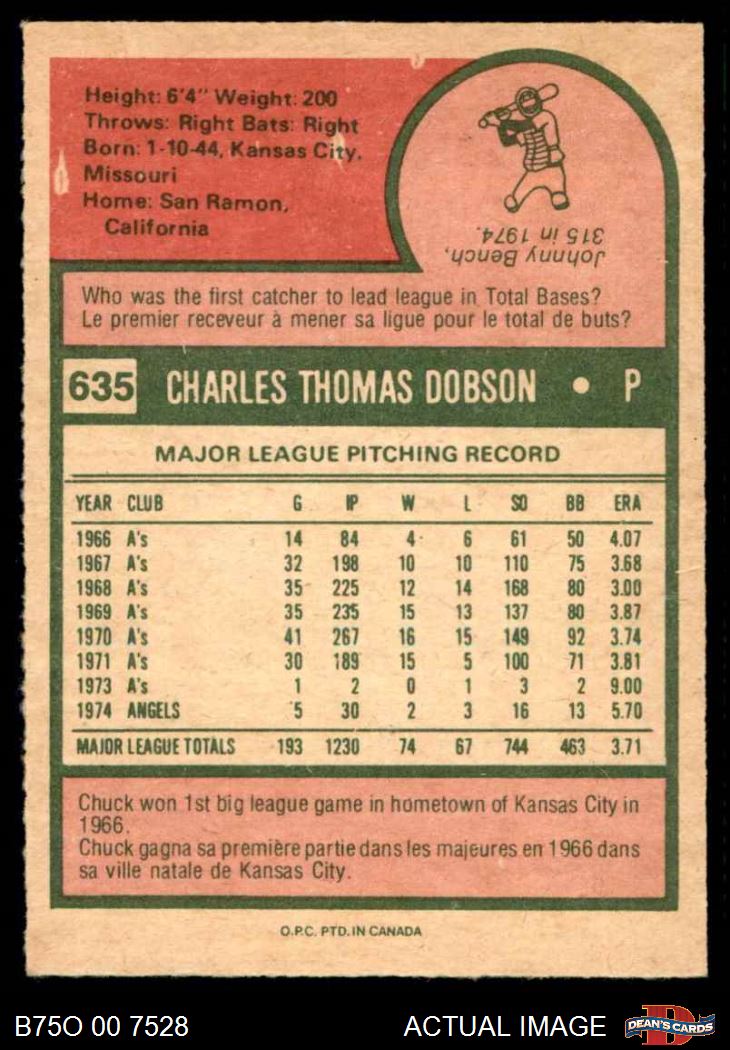 Height: 6'4" Weight: 200
Throws: Right Bats: Right
Born: 1-10-44, Kansas City,
Missouri
Home: San Ramon,
California
Johnny Bench,
315 in 1974.
Who was the first catcher to lead league in Total Bases?
Le premier receveur à mener sa ligue pour le total de buts?
635 CHARLES THOMAS DOBSON • P
MAJOR LEAGUE PITCHING RECORD
YEAR CLUB G IP W L SO BB ERA
1966 A's 14 84 4 6 61 50 4.07
1967 A's 32 198 10 10 110 75 3.68
1968 A's 35 225 12 14 168 80 3.00
1969 A's 35 235 15 13 137 80 3.87
1970 A's 41 267 16 15 149 92 3.74
1971 A's 30 189 15 5 100 71 3.81
1973 A's 1 2 0 1 3 2 9.00
1974 ANGELS 5 30 2 3 16 13 5.70
MAJOR LEAGUE TOTALS 193 1230 74 67 744 463 3.71
Chuck won 1st big league game in hometown of Kansas City in
1966.
Chuck gagna sa première partie dans les majeures en 1966 dans
sa ville natale de Kansas City.
O.P.C. PTD. IN CANADA
B75O 00 7528 ACTUAL IMAGE D DEAN'S CARDS